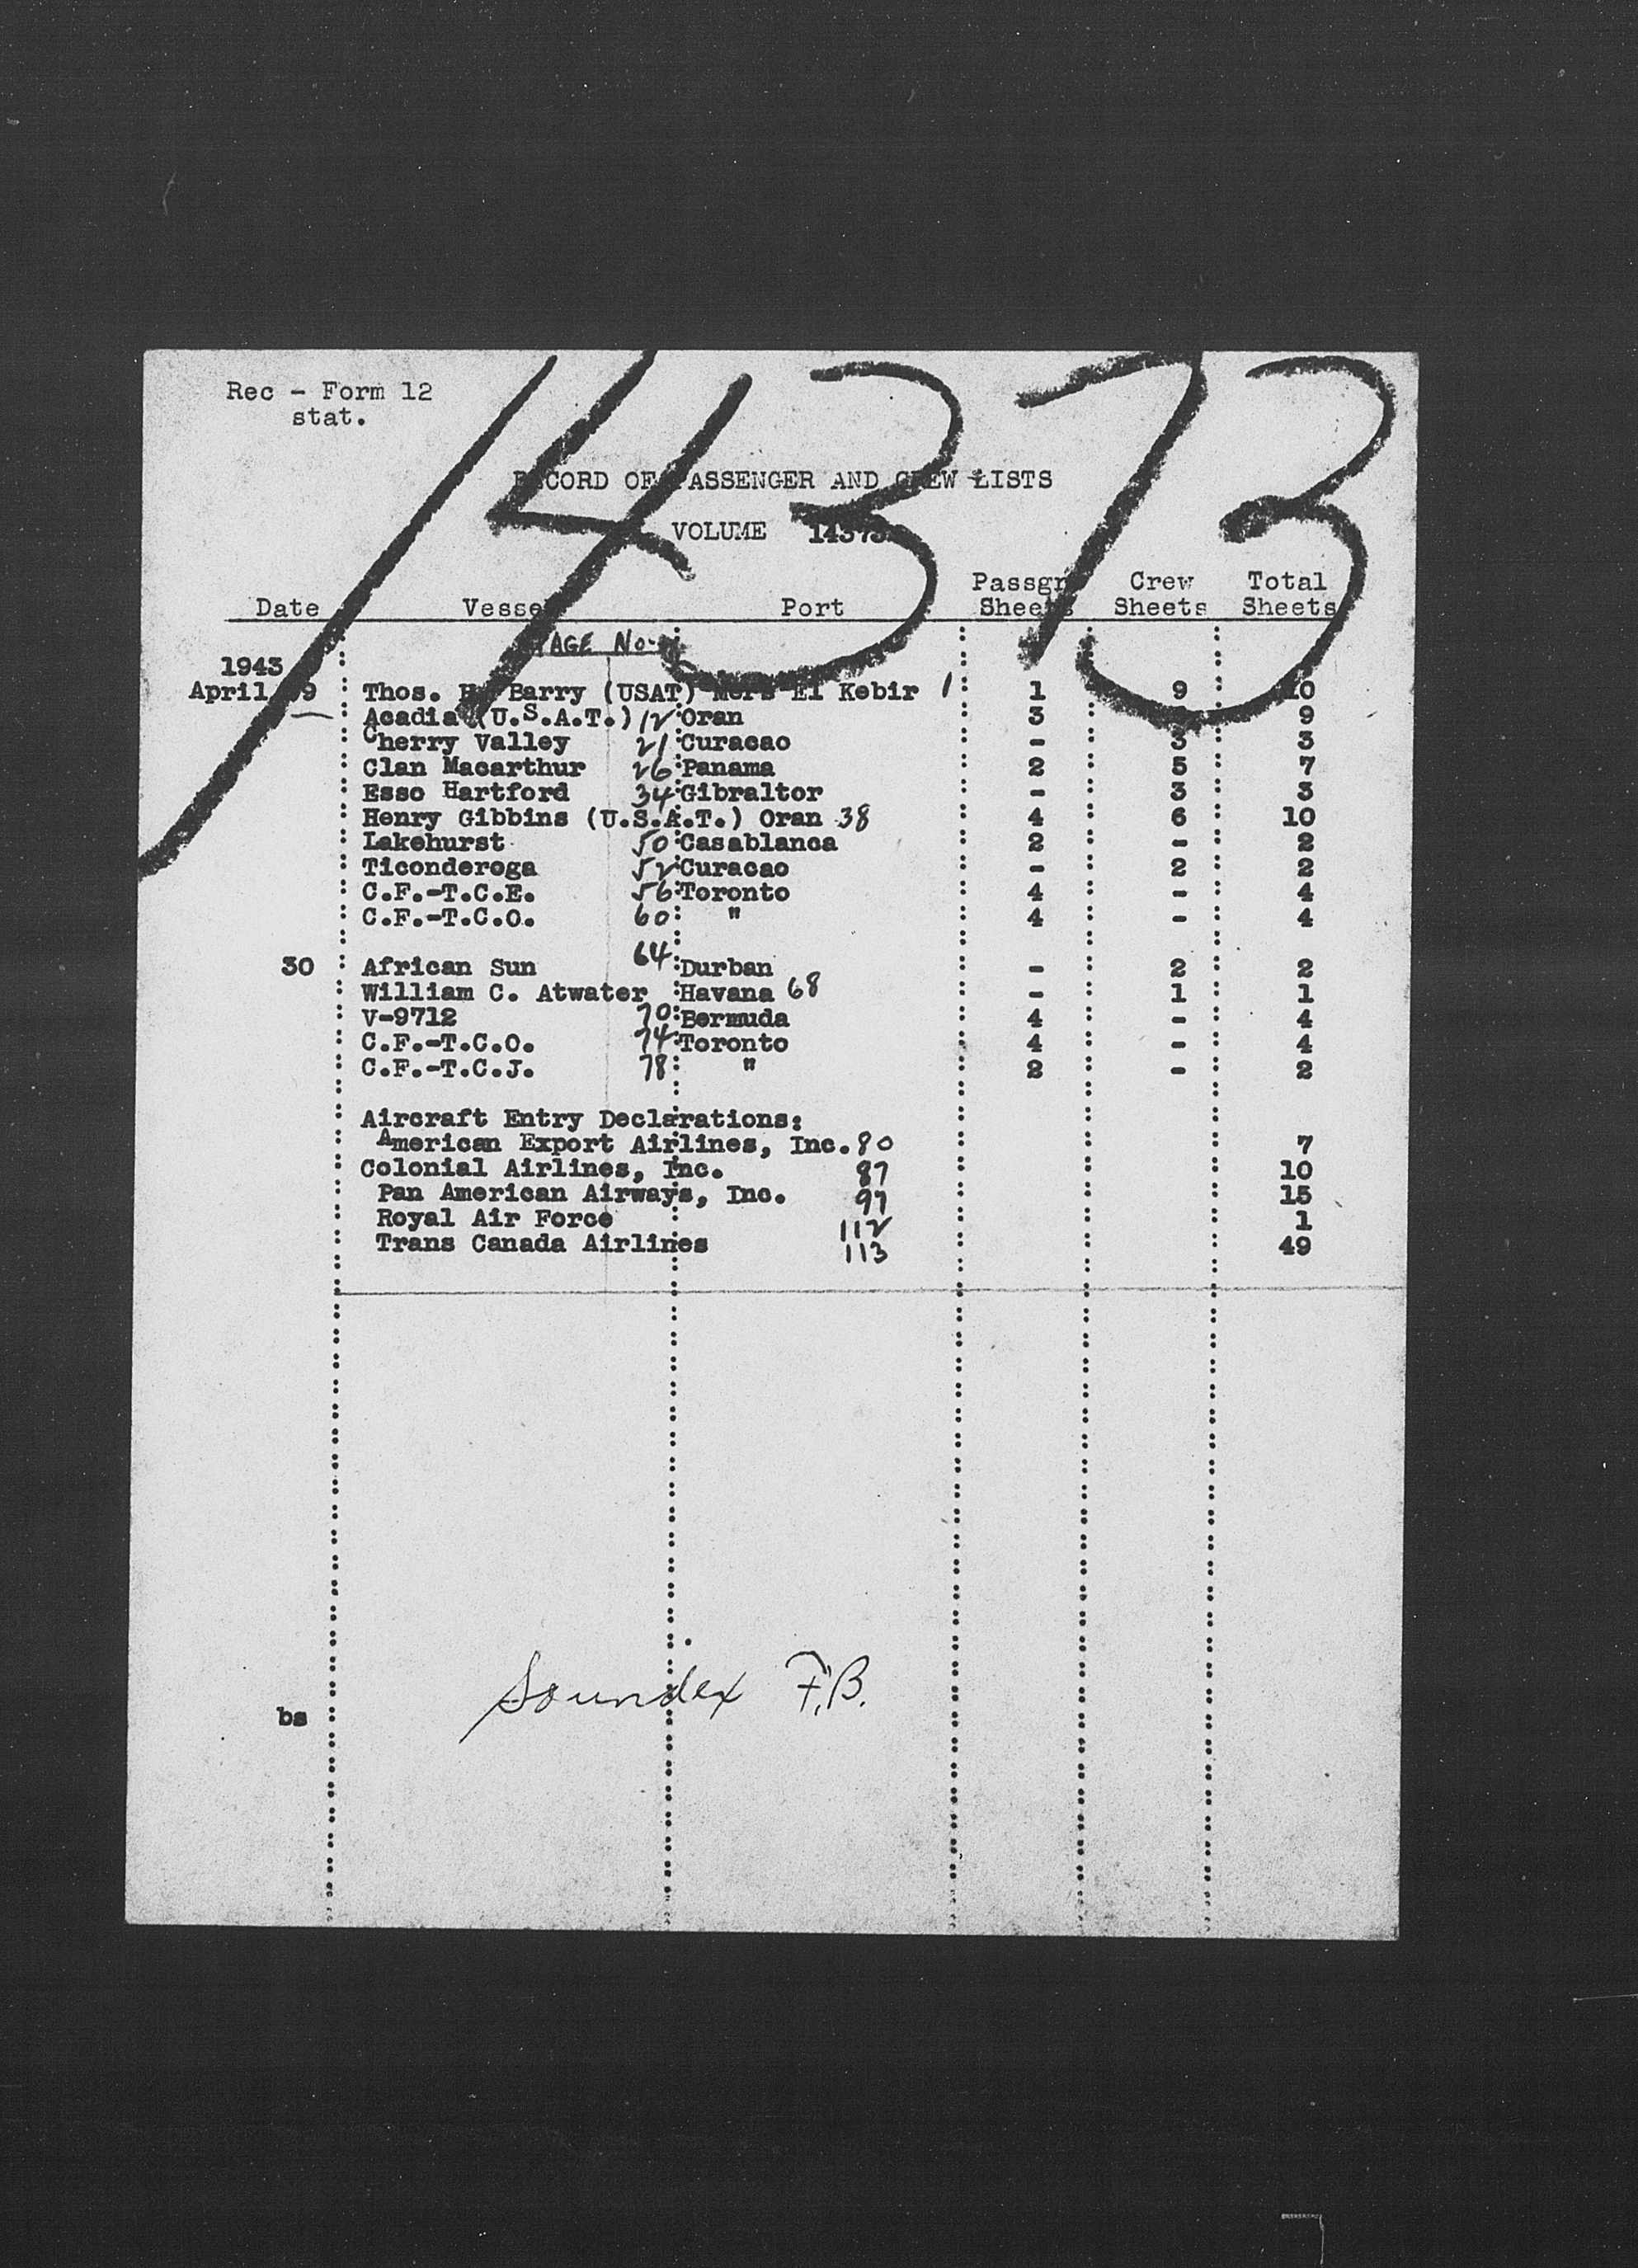 14373
Rec - Form 12
stat.
RECORD OF PASSENGER AND CREW LISTS
VOLUME 14373
Date Vessel Port Passgr Sheets Crew Sheets Total Sheets
PAGE No.
1943
April 29 Thos. H. Barry (USAT) Mers El Kebir 1 1 9 10
Acadia (U.S.A.T.) 12 Oran 3 9
Cherry Valley 21 Curacao - 3 3
Clan Macarthur 26 Panama 2 5 7
Esso Hartford 34 Gibraltor - 3 3
Henry Gibbins (U.S.A.T.) Oran 38 4 6 10
Lakehurst 50 Casablanca 2 - 2
Ticonderoga 52 Curacao - 2 2
C.F.-T.C.E. 56 Toronto 4 - 4
C.F.-T.C.O. 60 " 4 - 4
30 African Sun 64 Durban - 2 2
William C. Atwater Havana 68 - 1 1
V-9712 70 Bermuda 4 - 4
C.F.-T.C.O. 74 Toronto 4 - 4
C.F.-T.C.J. 78 " 2 - 2
Aircraft Entry Declarations:
American Export Airlines, Inc. 80 7
Colonial Airlines, Inc. 87 10
Pan American Airways, Inc. 97 15
Royal Air Force 112 1
Trans Canada Airlines 113 49
Soundex F.B.
bs